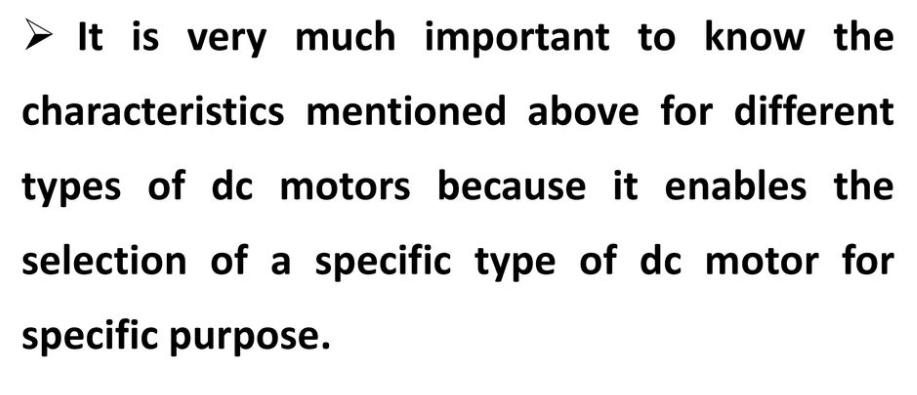 ➢ It is very much important to know the
characteristics mentioned above for different
types of dc motors because it enables the
selection of a specific type of dc motor for
specific purpose.